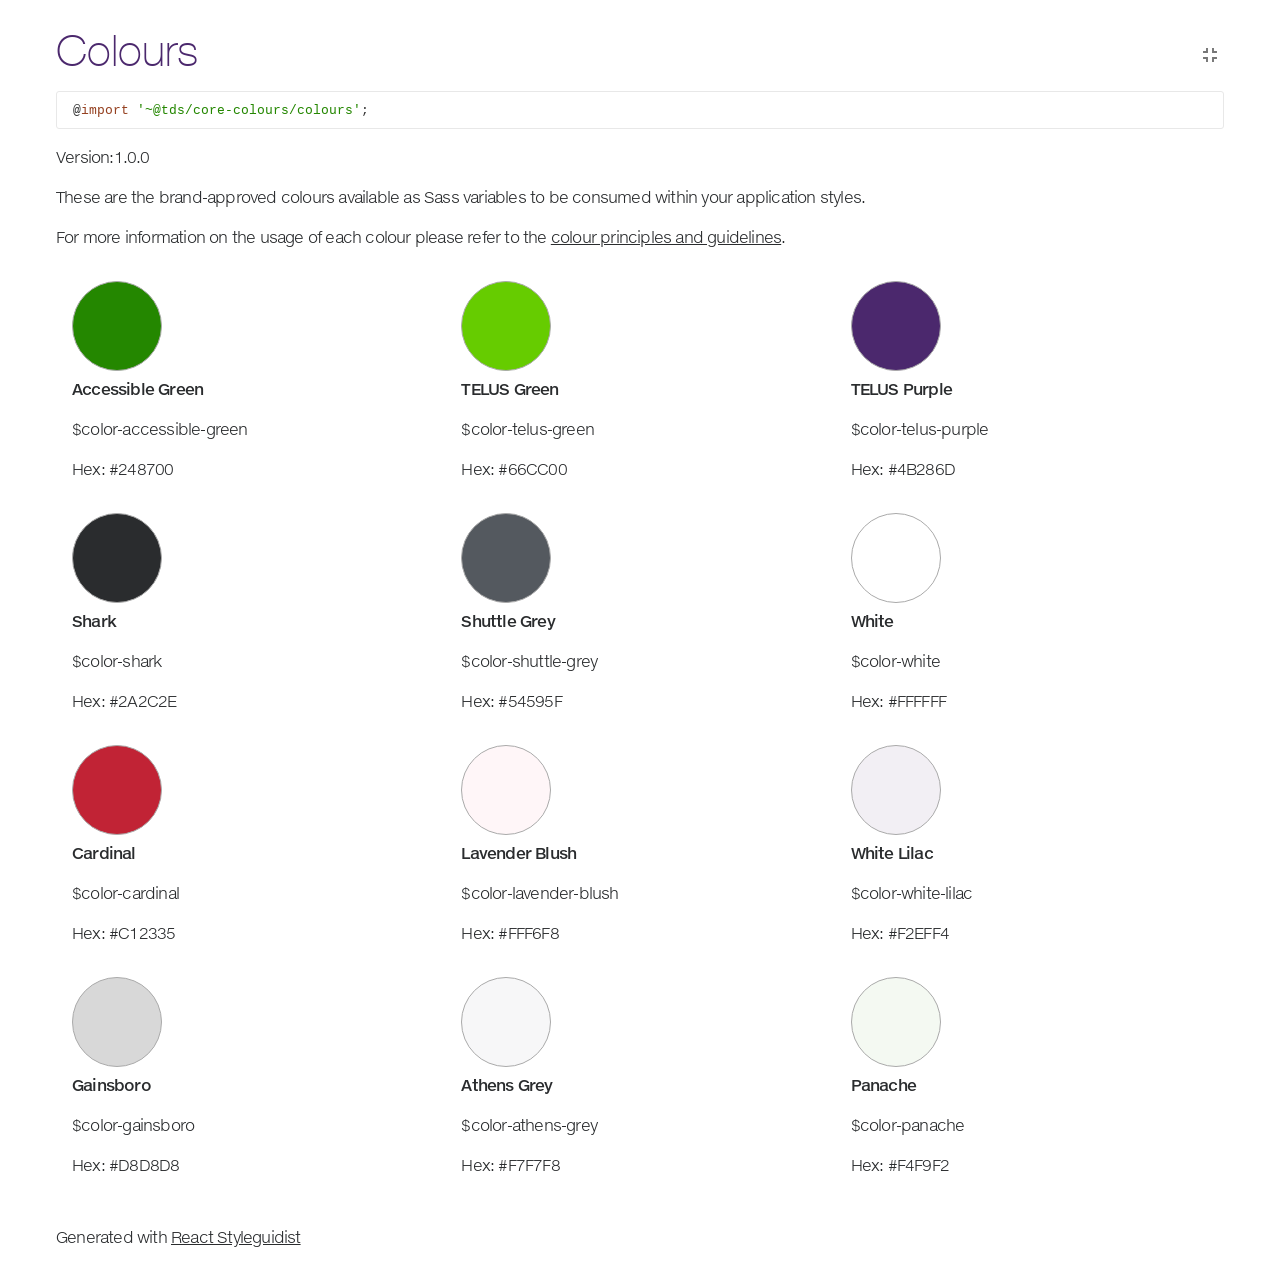 Colours
@import '~@tds/core-colours/colours';
Version:1.0.0
These are the brand-approved colours available as Sass variables to be consumed within your application styles.
For more information on the usage of each colour please refer to the colour principles and guidelines.
Accessible Green
$color-accessible-green
Hex: #248700
TELUS Green
$color-telus-green
Hex: #66CC00
TELUS Purple
$color-telus-purple
Hex: #4B286D
Shark
$color-shark
Hex: #2A2C2E
Shuttle Grey
$color-shuttle-grey
Hex: #54595F
White
$color-white
Hex: #FFFFFF
Cardinal
$color-cardinal
Hex: #C12335
Lavender Blush
$color-lavender-blush
Hex: #FFF6F8
White Lilac
$color-white-lilac
Hex: #F2EFF4
Gainsboro
$color-gainsboro
Hex: #D8D8D8
Athens Grey
$color-athens-grey
Hex: #F7F7F8
Panache
$color-panache
Hex: #F4F9F2
Generated with React Styleguidist